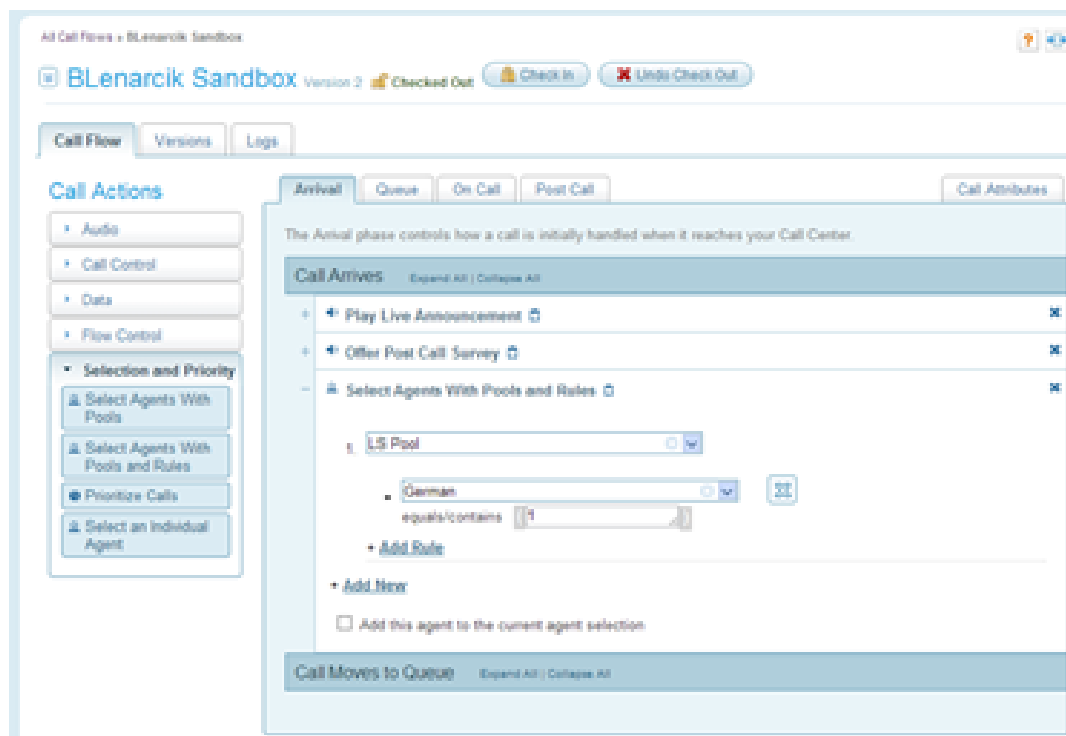 All Call Flows » BLenarcik Sandbox
BLenarcik Sandbox Version 2 Checked Out Check In Undo Check Out
Call Flow Versions Logs
Call Actions
Audio
Call Control
Data
Flow Control
Selection and Priority
Select Agents With
Pools
Select Agents With
Pools and Rules
Prioritize Calls
Select an Individual
Agent
Arrival Queue On Call Post Call Call Attributes
The Arrival phase controls how a call is initially handled when it reaches your Call Center
Call Arrives Expand All | Collapse All
Play Live Announcement
Offer Post Call Survey
Select Agents With Pools and Rules
1. LS Pool
German
equals/contains 1
Add Rule
Add New
Add this agent to the current agent selection
Call Moves to Queue Expand All | Collapse All